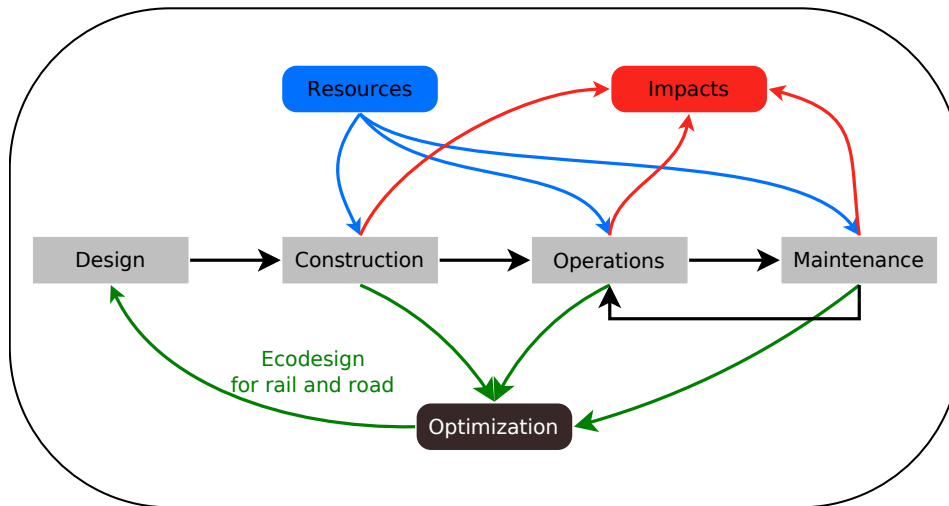 Resources
Impacts
Design
Construction
Operations
Maintenance
Ecodesign
for rail and road
Optimization